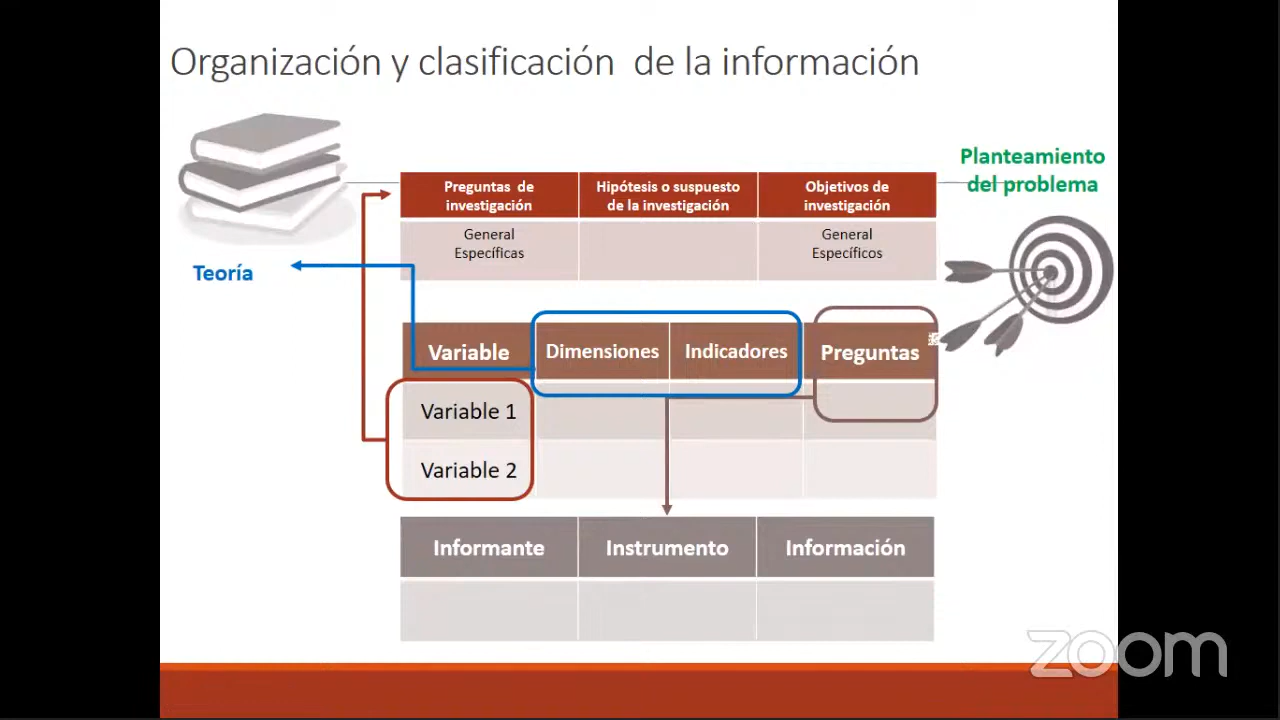 Organización y clasificación de la información
Planteamiento
del problema
Preguntas de
investigación
Hipótesis o suspuesto
de la investigación
Objetivos de
investigación
General
Específicas
General
Específicos
Teoría
Variable
Dimensiones
Indicadores
Preguntas
Variable 1
Variable 2
Informante
Instrumento
Información
zoom